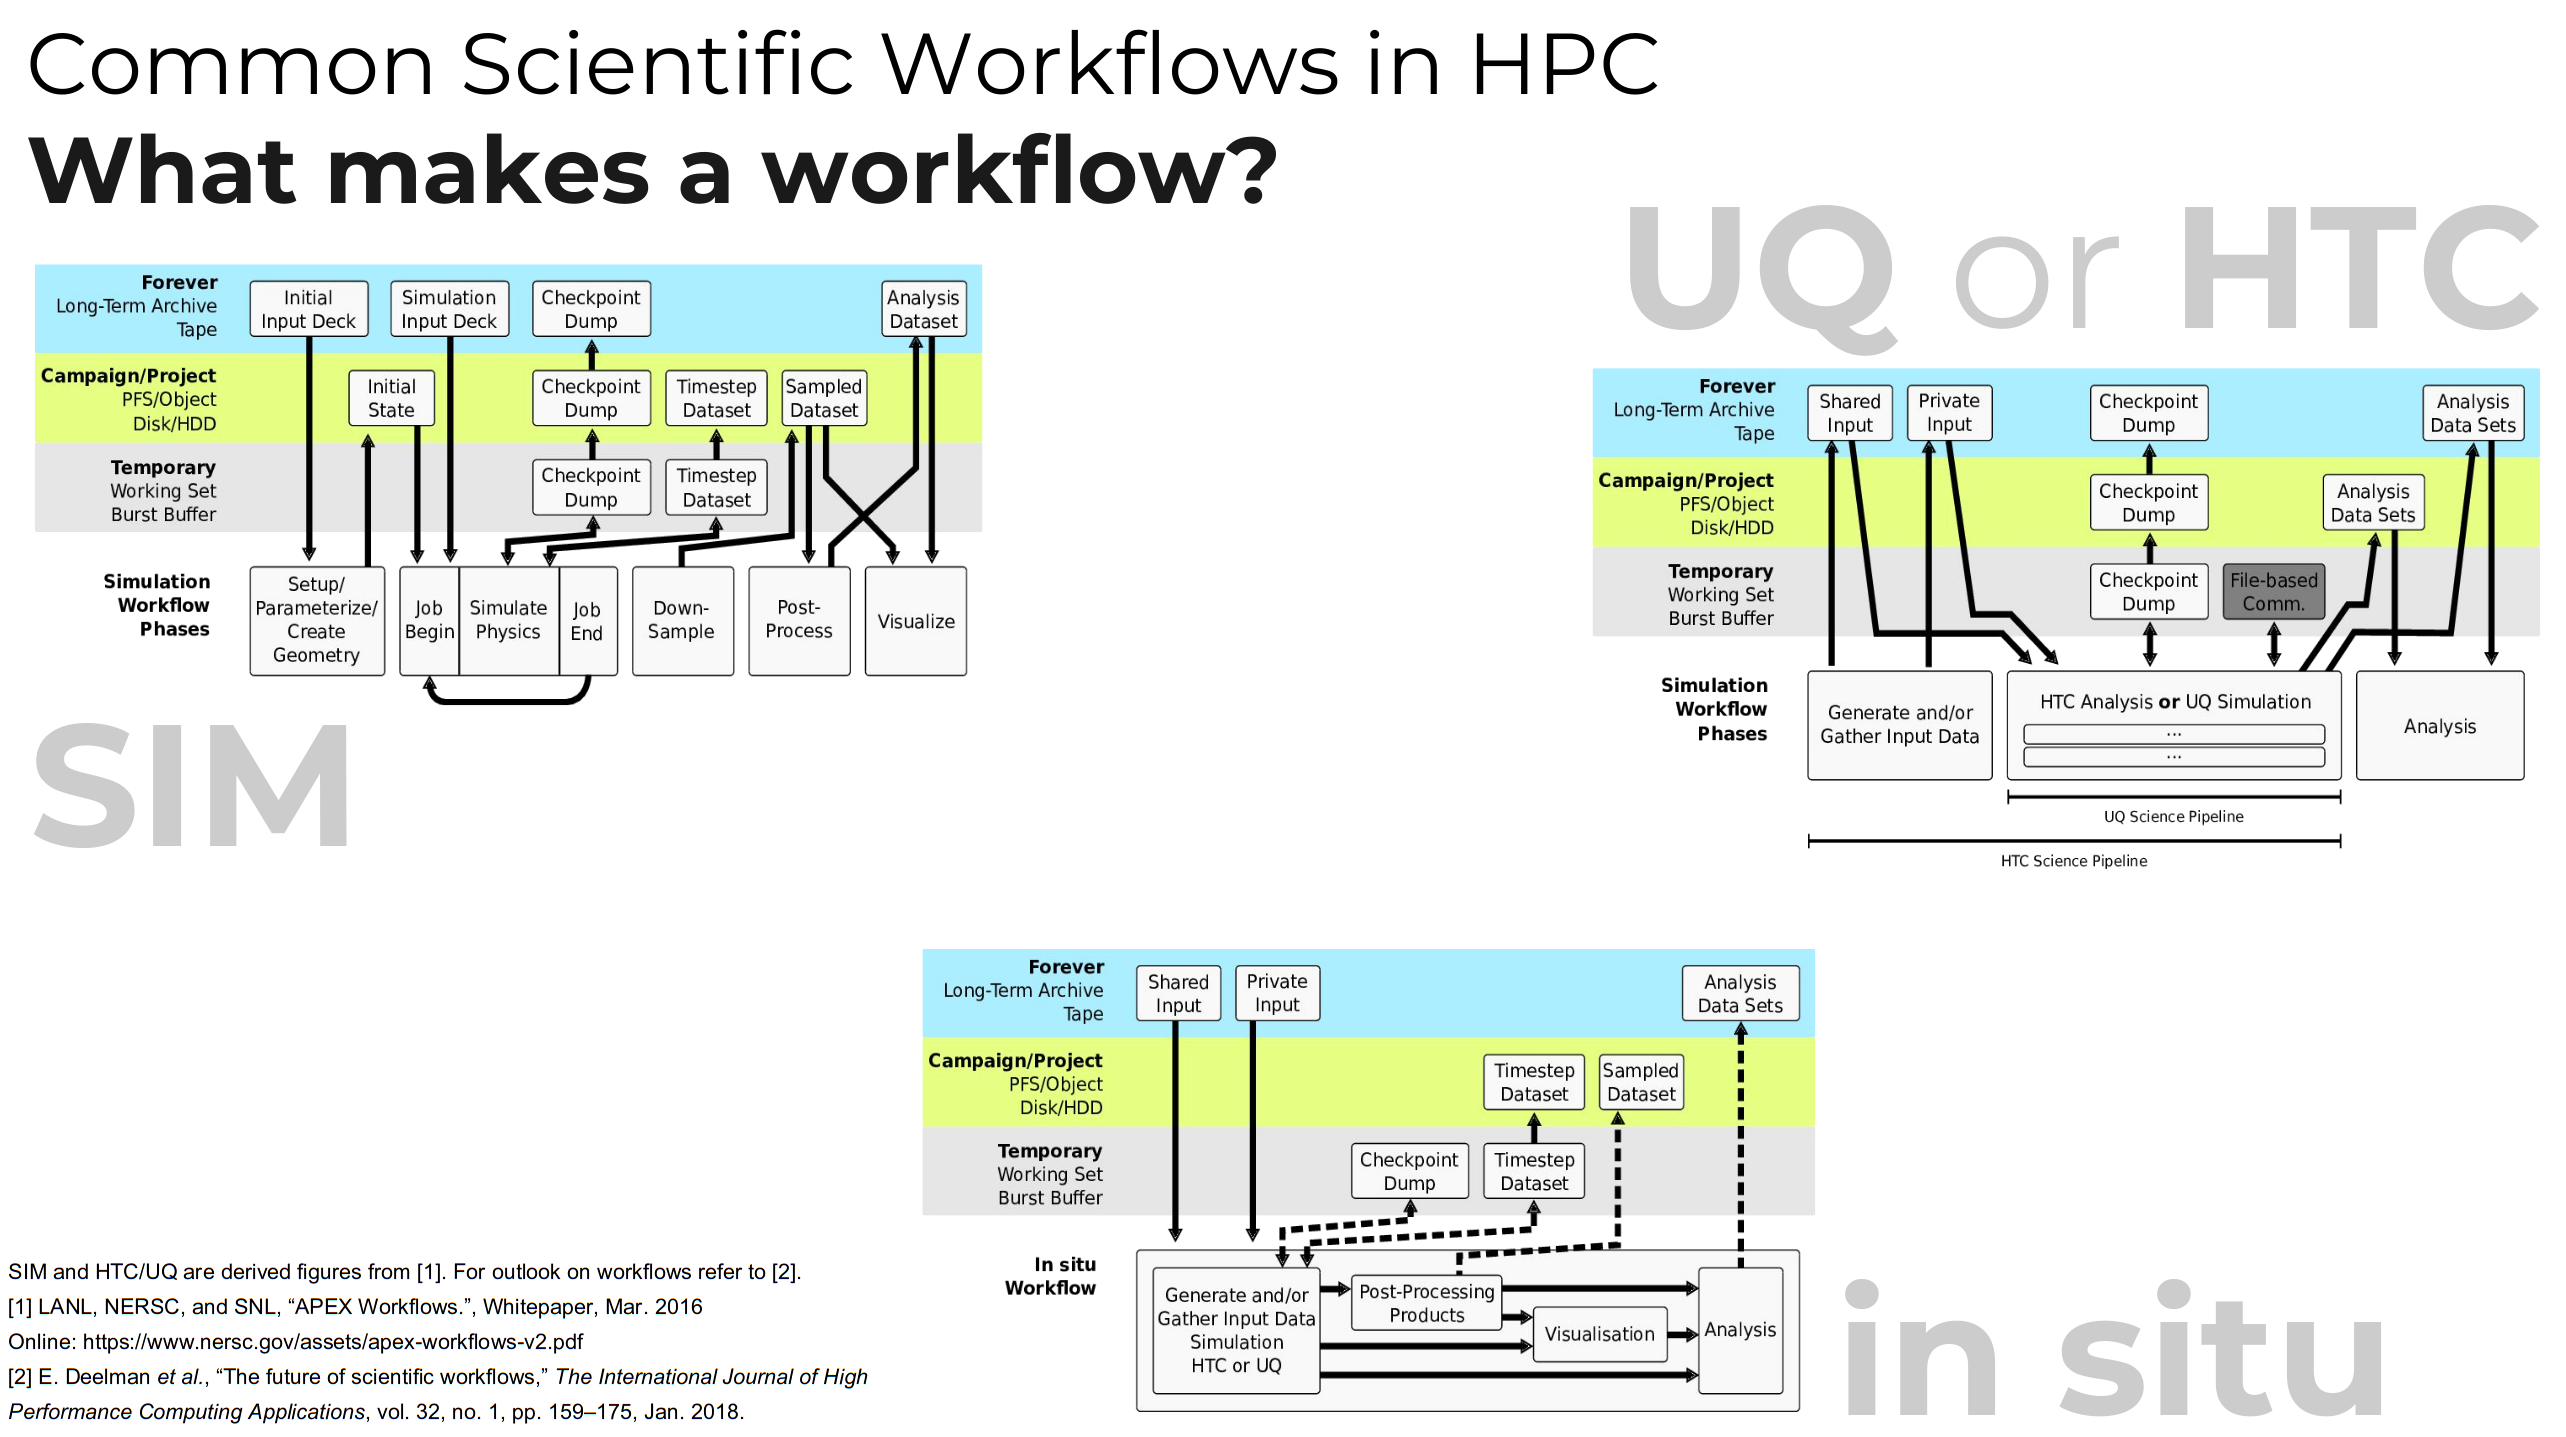 Common Scientific Workflows in HPC
What makes a workflow?
SIM
Forever
Long-Term Archive
Tape
Initial
Input Deck
Simulation
Input Deck
Checkpoint
Dump
Analysis
Dataset
Campaign/Project
PFS/Object
Disk/HDD
Initial
State
Checkpoint
Dump
Timestep
Dataset
Sampled
Dataset
Temporary
Working Set
Burst Buffer
Checkpoint
Dump
Timestep
Dataset
Simulation
Workflow
Phases
Setup/
Parameterize/
Create
Geometry
Job
Begin
Simulate
Physics
Job
End
Down-
Sample
Post-
Process
Visualize
UQ or HTC
Forever
Long-Term Archive
Tape
Shared
Input
Private
Input
Checkpoint
Dump
Analysis
Data Sets
Campaign/Project
PFS/Object
Disk/HDD
Checkpoint
Dump
Analysis
Data Sets
Temporary
Working Set
Burst Buffer
Checkpoint
Dump
File-based
Comm.
Simulation
Workflow
Phases
Generate and/or
Gather Input Data
HTC Analysis or UQ Simulation
...
...
Analysis
UQ Science Pipeline
HTC Science Pipeline
Forever
Long-Term Archive
Tape
Shared
Input
Private
Input
Analysis
Data Sets
Campaign/Project
PFS/Object
Disk/HDD
Timestep
Dataset
Sampled
Dataset
Temporary
Working Set
Burst Buffer
Checkpoint
Dump
Timestep
Dataset
In situ
Workflow
Generate and/or
Gather Input Data
Simulation
HTC or UQ
Post-Processing
Products
Visualisation
Analysis
in situ
SIM and HTC/UQ are derived figures from [1]. For outlook on workflows refer to [2].
[1] LANL, NERSC, and SNL, “APEX Workflows.”, Whitepaper, Mar. 2016
Online: https://www.nersc.gov/assets/apex-workflows-v2.pdf
[2] E. Deelman et al., “The future of scientific workflows,” The International Journal of High
Performance Computing Applications, vol. 32, no. 1, pp. 159–175, Jan. 2018.